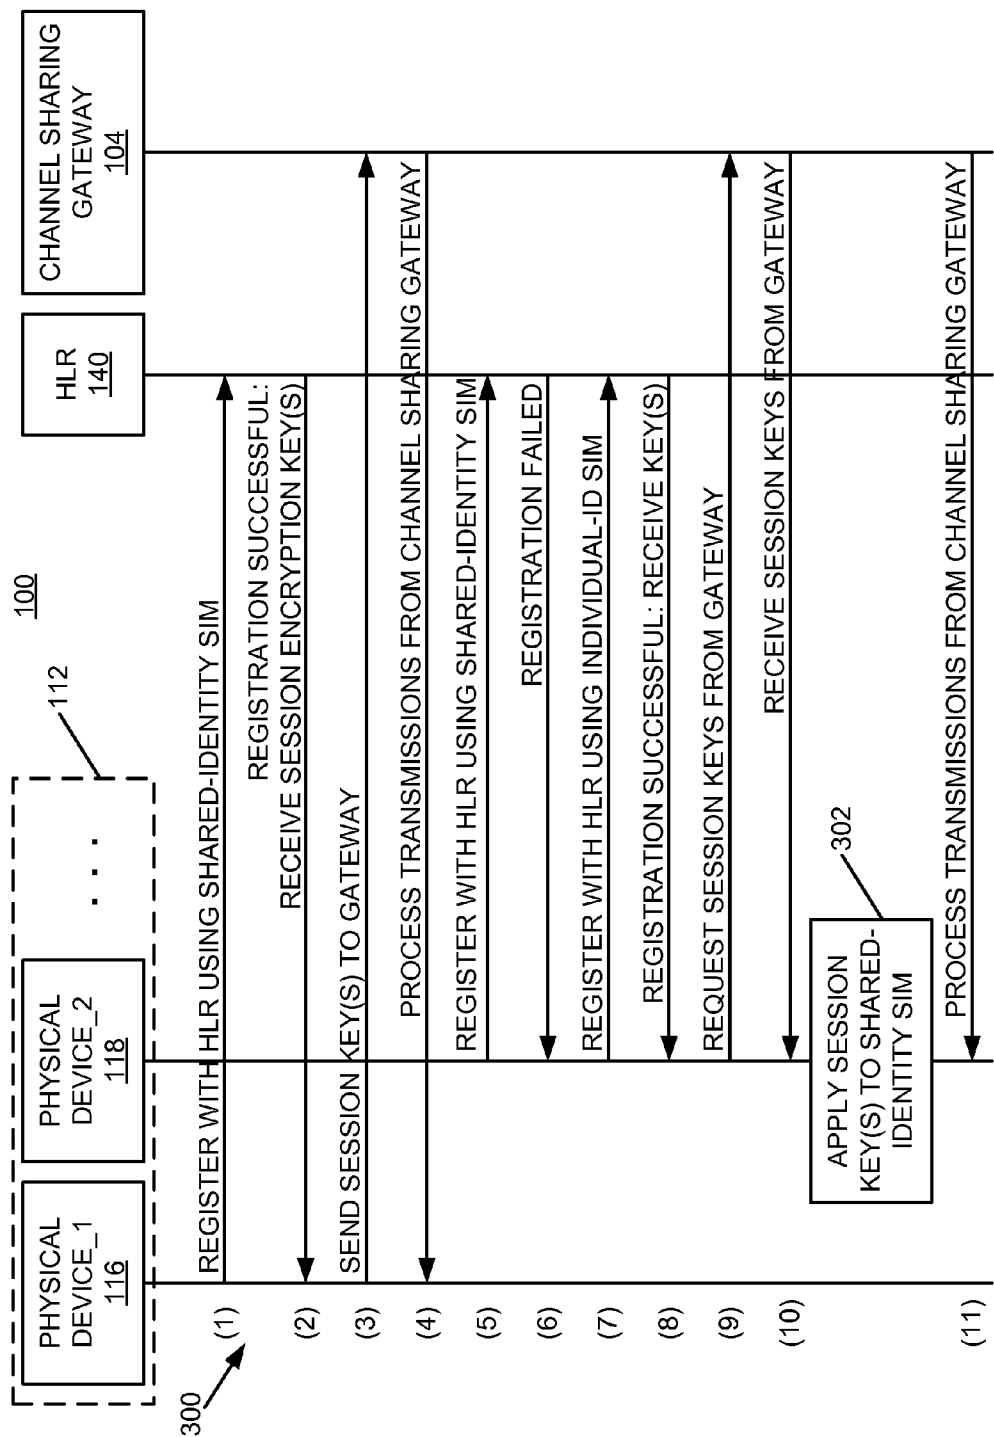 100
112
PHYSICAL
DEVICE_1
116
PHYSICAL
DEVICE_2
118
. . .
HLR
140
CHANNEL SHARING
GATEWAY
104
300
(1)
REGISTER WITH HLR USING SHARED-IDENTITY SIM
(2)
REGISTRATION SUCCESSFUL:
RECEIVE SESSION ENCRYPTION KEY(S)
(3)
SEND SESSION KEY(S) TO GATEWAY
(4)
PROCESS TRANSMISSIONS FROM CHANNEL SHARING GATEWAY
(5)
REGISTER WITH HLR USING SHARED-IDENTITY SIM
(6)
REGISTRATION FAILED
(7)
REGISTER WITH HLR USING INDIVIDUAL-ID SIM
(8)
REGISTRATION SUCCESSFUL: RECEIVE KEY(S)
(9)
REQUEST SESSION KEYS FROM GATEWAY
(10)
RECEIVE SESSION KEYS FROM GATEWAY
APPLY SESSION
KEY(S) TO SHARED-
IDENTITY SIM
302
(11)
PROCESS TRANSMISSIONS FROM CHANNEL SHARING GATEWAY